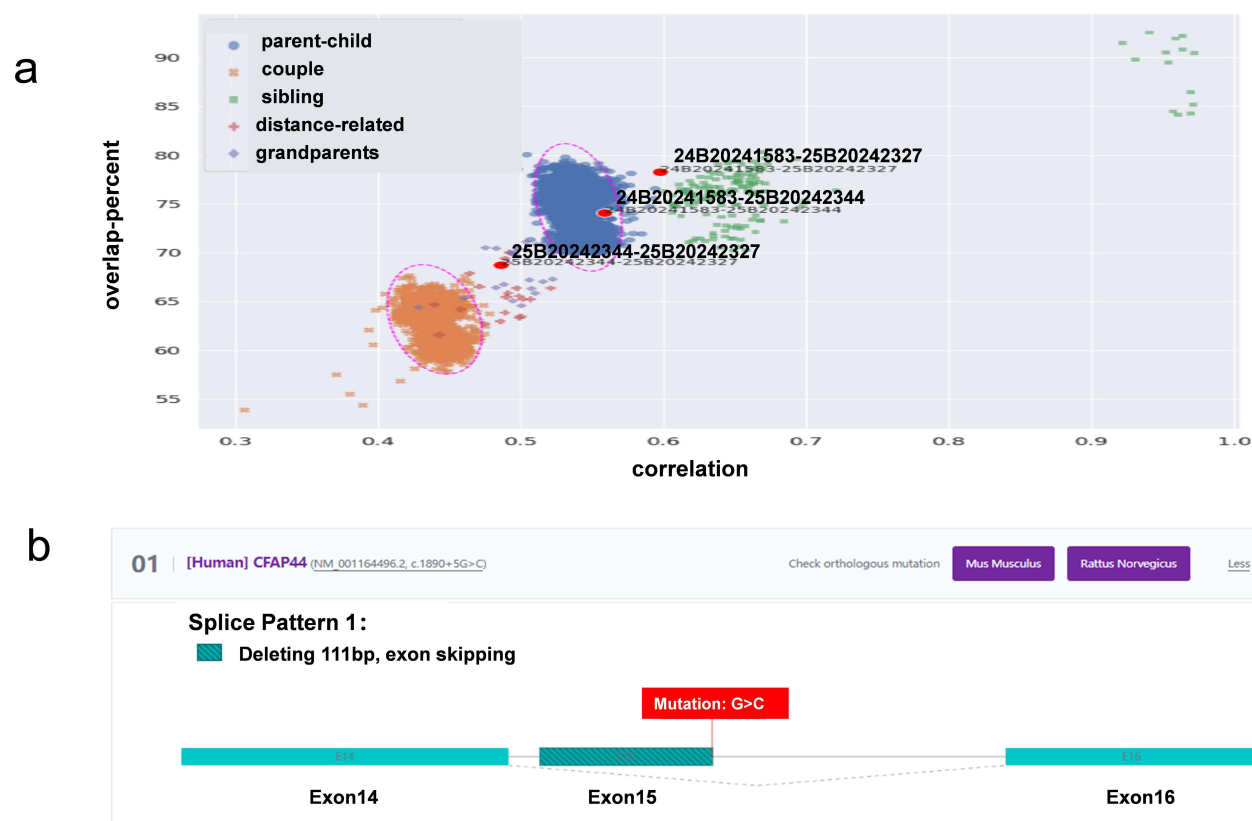 a
parent-child
couple
sibling
distance-related
grandparents
overlap-percent
90
85
80
75
70
65
60
55
24B20241583-25B20242327
24B20241583-25B20242327
24B20241583-25B20242344
24B20241583-25B20242344
25B20242344-25B20242327
25B20242344-25B20242327
0.3 0.4 0.5 0.6 0.7 0.8 0.9 1.0
correlation
b
01 | [Human] CFAP44 (NM_001164496.2, c.1890+5G>C) Check orthologous mutation Mus Musculus Rattus Norvegicus Less
Splice Pattern 1:
Deleting 111bp, exon skipping
Mutation: G>C
E14 E16
Exon14 Exon15 Exon16